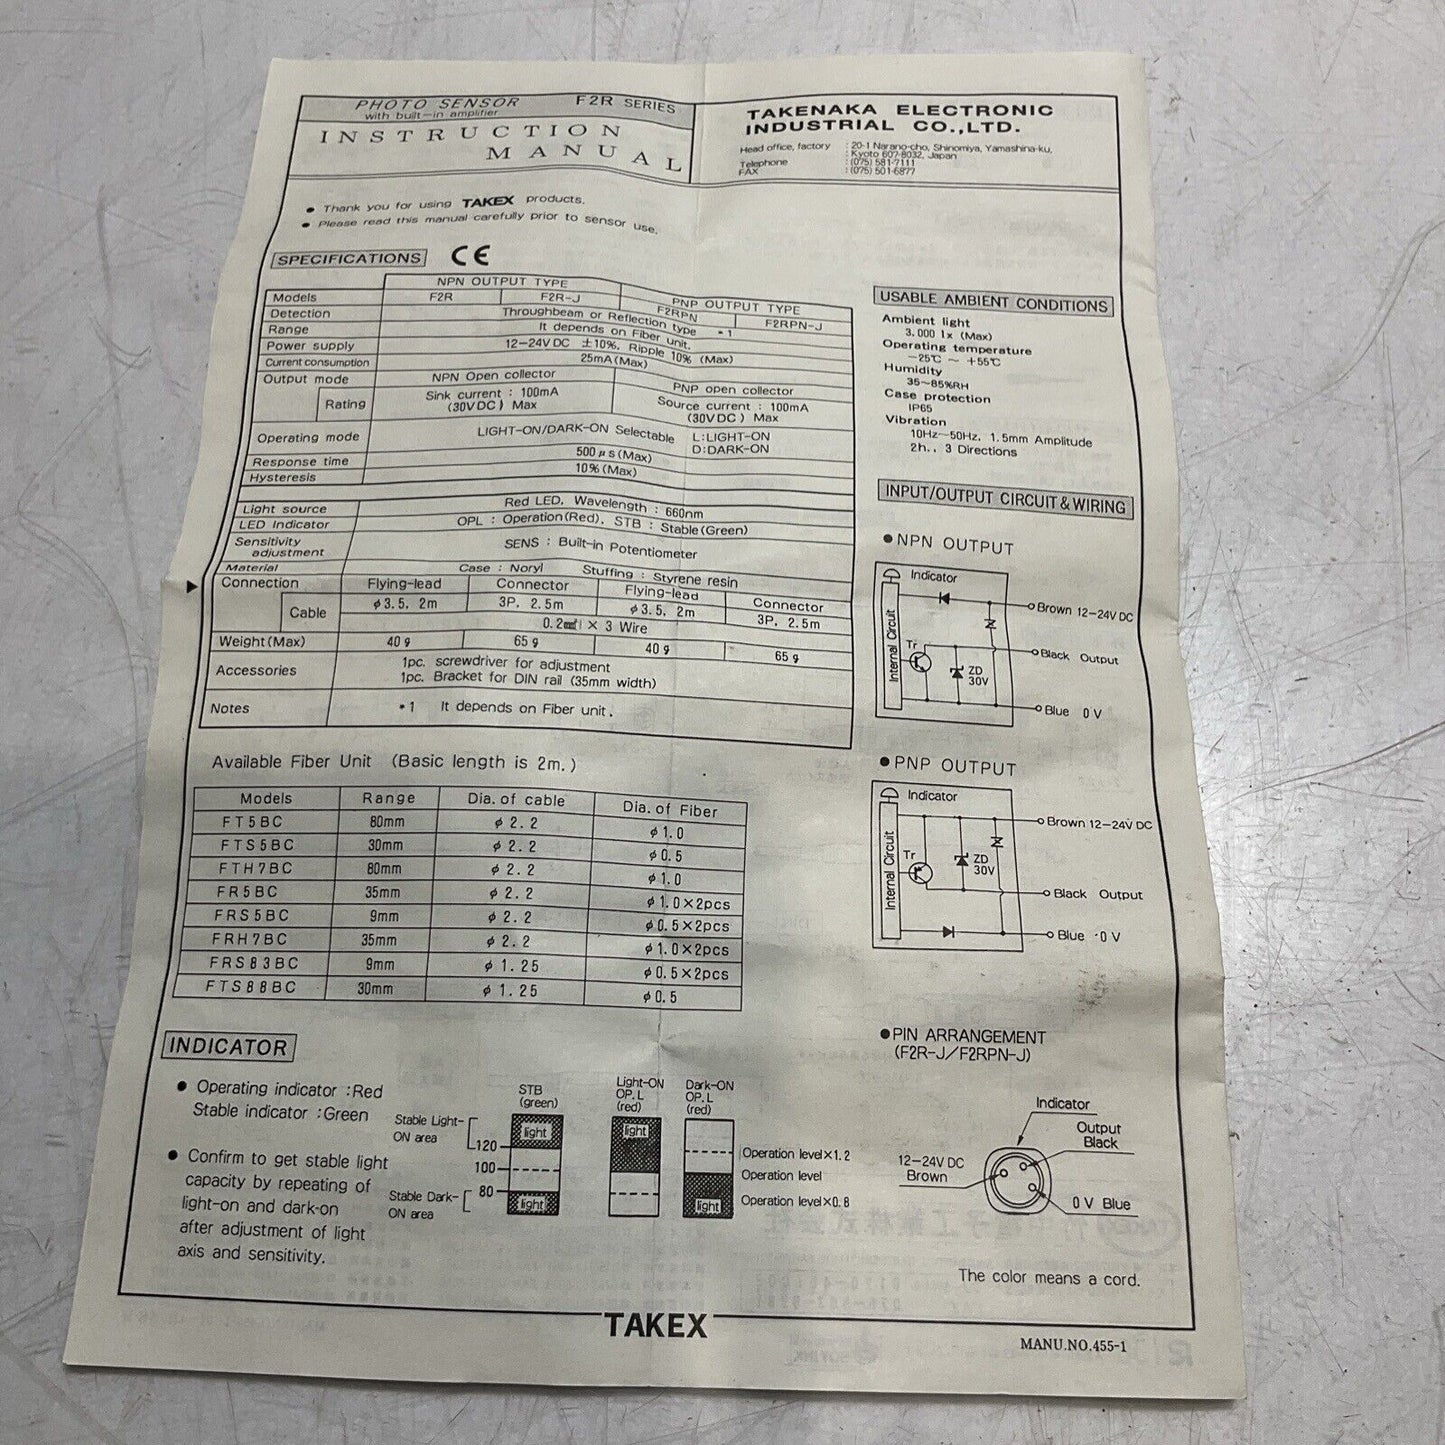 PHOTO SENSOR F2R SERIES
with built-in amplifier
INSTRUCTION
MANUAL
TAKENAKA ELECTRONIC
INDUSTRIAL CO.,LTD.
Head office, factory : 20-1 Narano-cho, Shinomiya, Yamashina-ku,
: Kyoto 607-8032, Japan
Telephone : (075) 581-7111
FAX : (075) 501-6877
● Thank you for using TAKEX products.
● Please read this manual carefully prior to sensor use.
SPECIFICATIONS CE
NPN OUTPUT TYPE PNP OUTPUT TYPE
Models F2R F2R-J F2RPN F2RPN-J
Detection Throughbeam or Reflection type *1
Range It depends on Fiber unit.
Power supply 12-24V DC ±10%, Ripple 10% (Max)
Current consumption 25mA (Max)
Output mode NPN Open collector PNP open collector
Rating Sink current : 100mA (30V DC) Max Source current : 100mA (30V DC) Max
Operating mode LIGHT-ON/DARK-ON Selectable L:LIGHT-ON
D:DARK-ON
Response time 500μs (Max)
Hysteresis 10% (Max)
Light source Red LED, Wavelength : 660nm
LED Indicator OPL : Operation(Red), STB : Stable(Green)
Sensitivity adjustment SENS : Built-in Potentiometer
Material Case : Noryl Stuffing : Styrene resin
Connection Flying-lead Connector Flying-lead Connector
Cable φ3.5, 2m 3P, 2.5m φ3.5, 2m 3P, 2.5m
0.2㎟ × 3 Wire
Weight(Max) 40g 65g 40g 65g
Accessories 1pc. screwdriver for adjustment
1pc. Bracket for DIN rail (35mm width)
Notes *1 It depends on Fiber unit.
Available Fiber Unit (Basic length is 2m.)
Models Range Dia. of cable Dia. of Fiber
FT5BC 80mm φ2.2 φ1.0
FTS5BC 30mm φ2.2 φ0.5
FTH7BC 80mm φ2.2 φ1.0
FR5BC 35mm φ2.2 φ1.0×2pcs
FRS5BC 9mm φ2.2 φ0.5×2pcs
FRH7BC 35mm φ2.2 φ1.0×2pcs
FRS83BC 9mm φ1.25 φ0.5×2pcs
FTS88BC 30mm φ1.25 φ0.5
INDICATOR
● Operating indicator :Red
Stable indicator :Green
● Confirm to get stable light
capacity by repeating of
light-on and dark-on
after adjustment of light
axis and sensitivity.
STB
(green)
Light-ON
OP.L
(red)
Dark-ON
OP.L
(red)
Stable Light-
ON area
Stable Dark-
ON area
120
100
80
light
light
light
light
Operation level×1.2
Operation level
Operation level×0.8
USABLE AMBIENT CONDITIONS
Ambient light
3,000 lx (Max)
Operating temperature
-25℃ ~ +55℃
Humidity
35~85%RH
Case protection
IP65
Vibration
10Hz~50Hz, 1.5mm Amplitude
2h., 3 Directions
INPUT/OUTPUT CIRCUIT & WIRING
● NPN OUTPUT
Indicator
Internal Circuit
Tr
ZD
30V
Brown 12-24V DC
Black Output
Blue 0V
● PNP OUTPUT
Indicator
Internal Circuit
Tr
ZD
30V
Brown 12-24V DC
Black Output
Blue 0V
● PIN ARRANGEMENT
(F2R-J/F2RPN-J)
Indicator
Output
Black
12-24V DC
Brown
0V Blue
The color means a cord.
TAKEX
MANU.NO.455-1